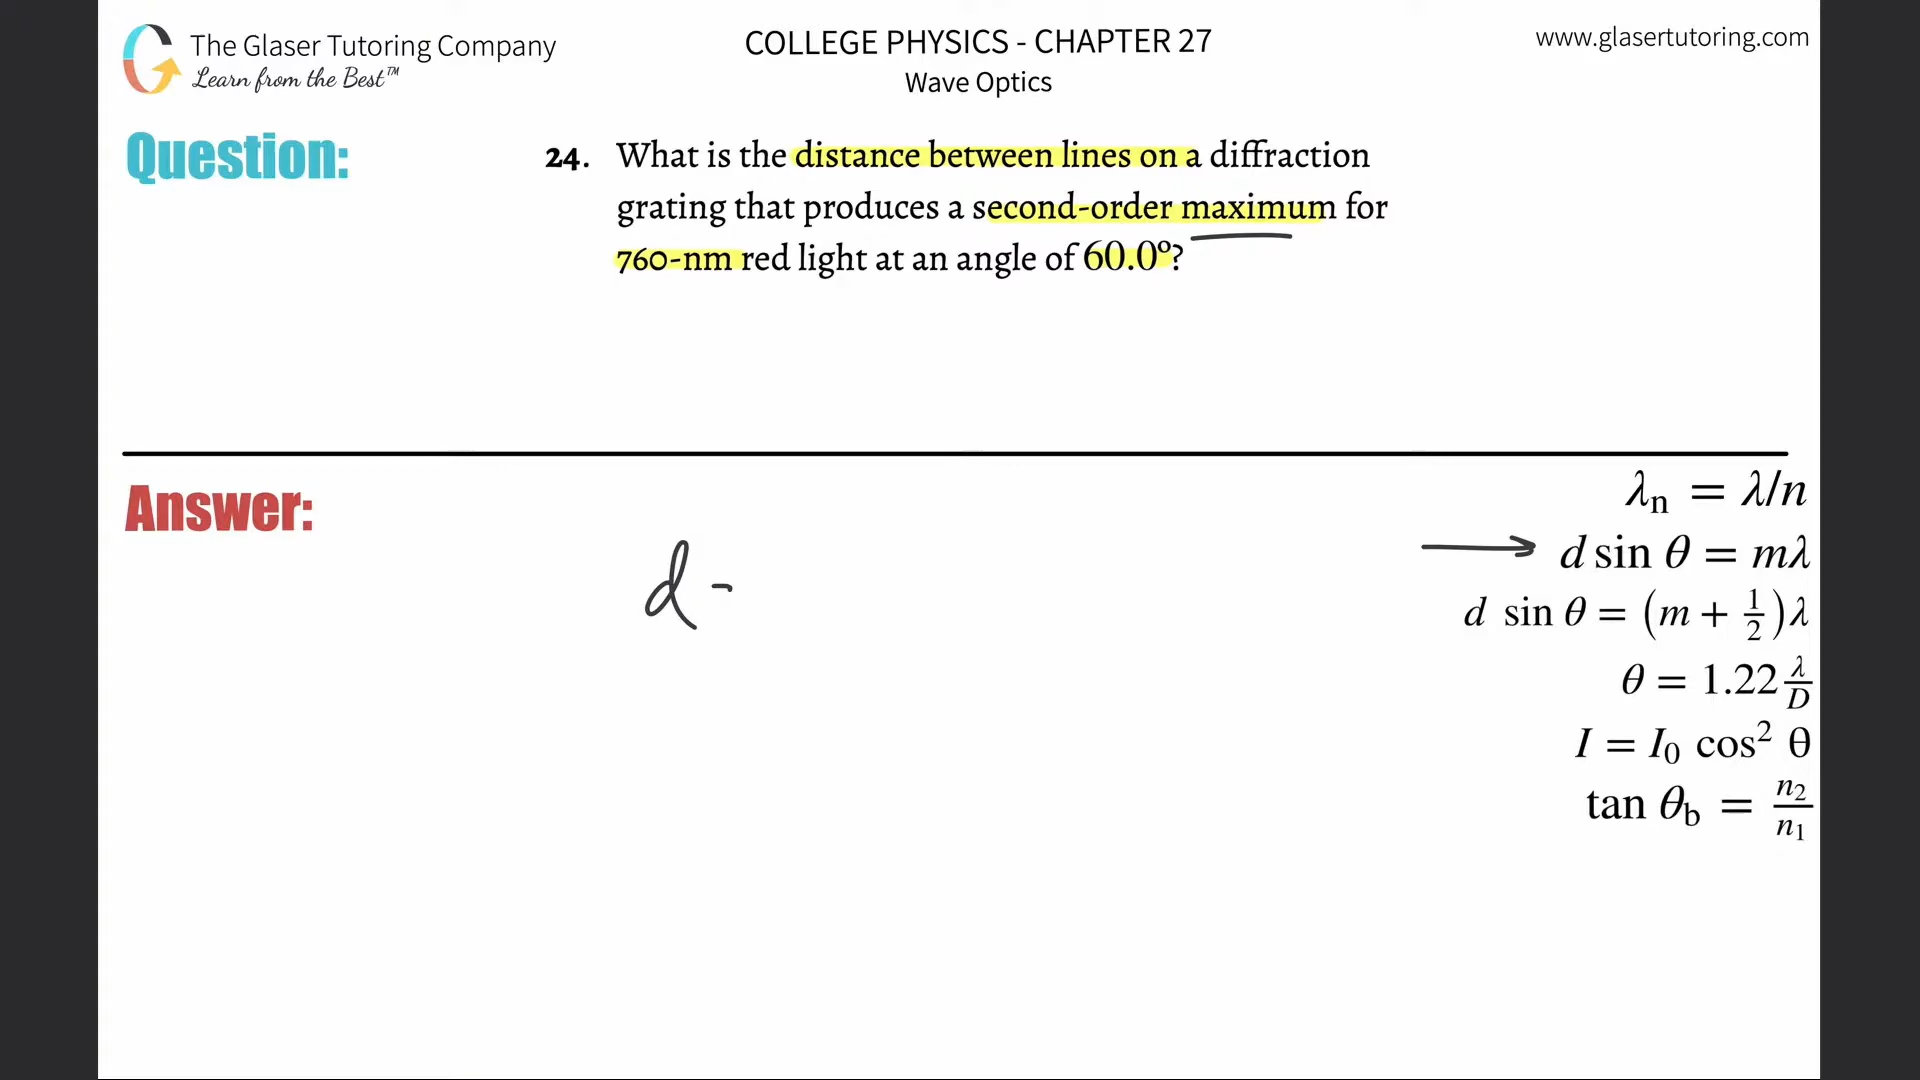 The Glaser Tutoring Company
Learn from the Best™
COLLEGE PHYSICS - CHAPTER 27
Wave Optics
www.glasertutoring.com
Question:
24. What is the distance between lines on a diffraction
grating that produces a second-order maximum for
760-nm red light at an angle of 60.0º?
Answer:
d -
λn = λ/n
d sin θ = mλ
d sin θ = (m + 1/2)λ
θ = 1.22 λ/D
I = I₀ cos² θ
tan θb = n₂/n₁